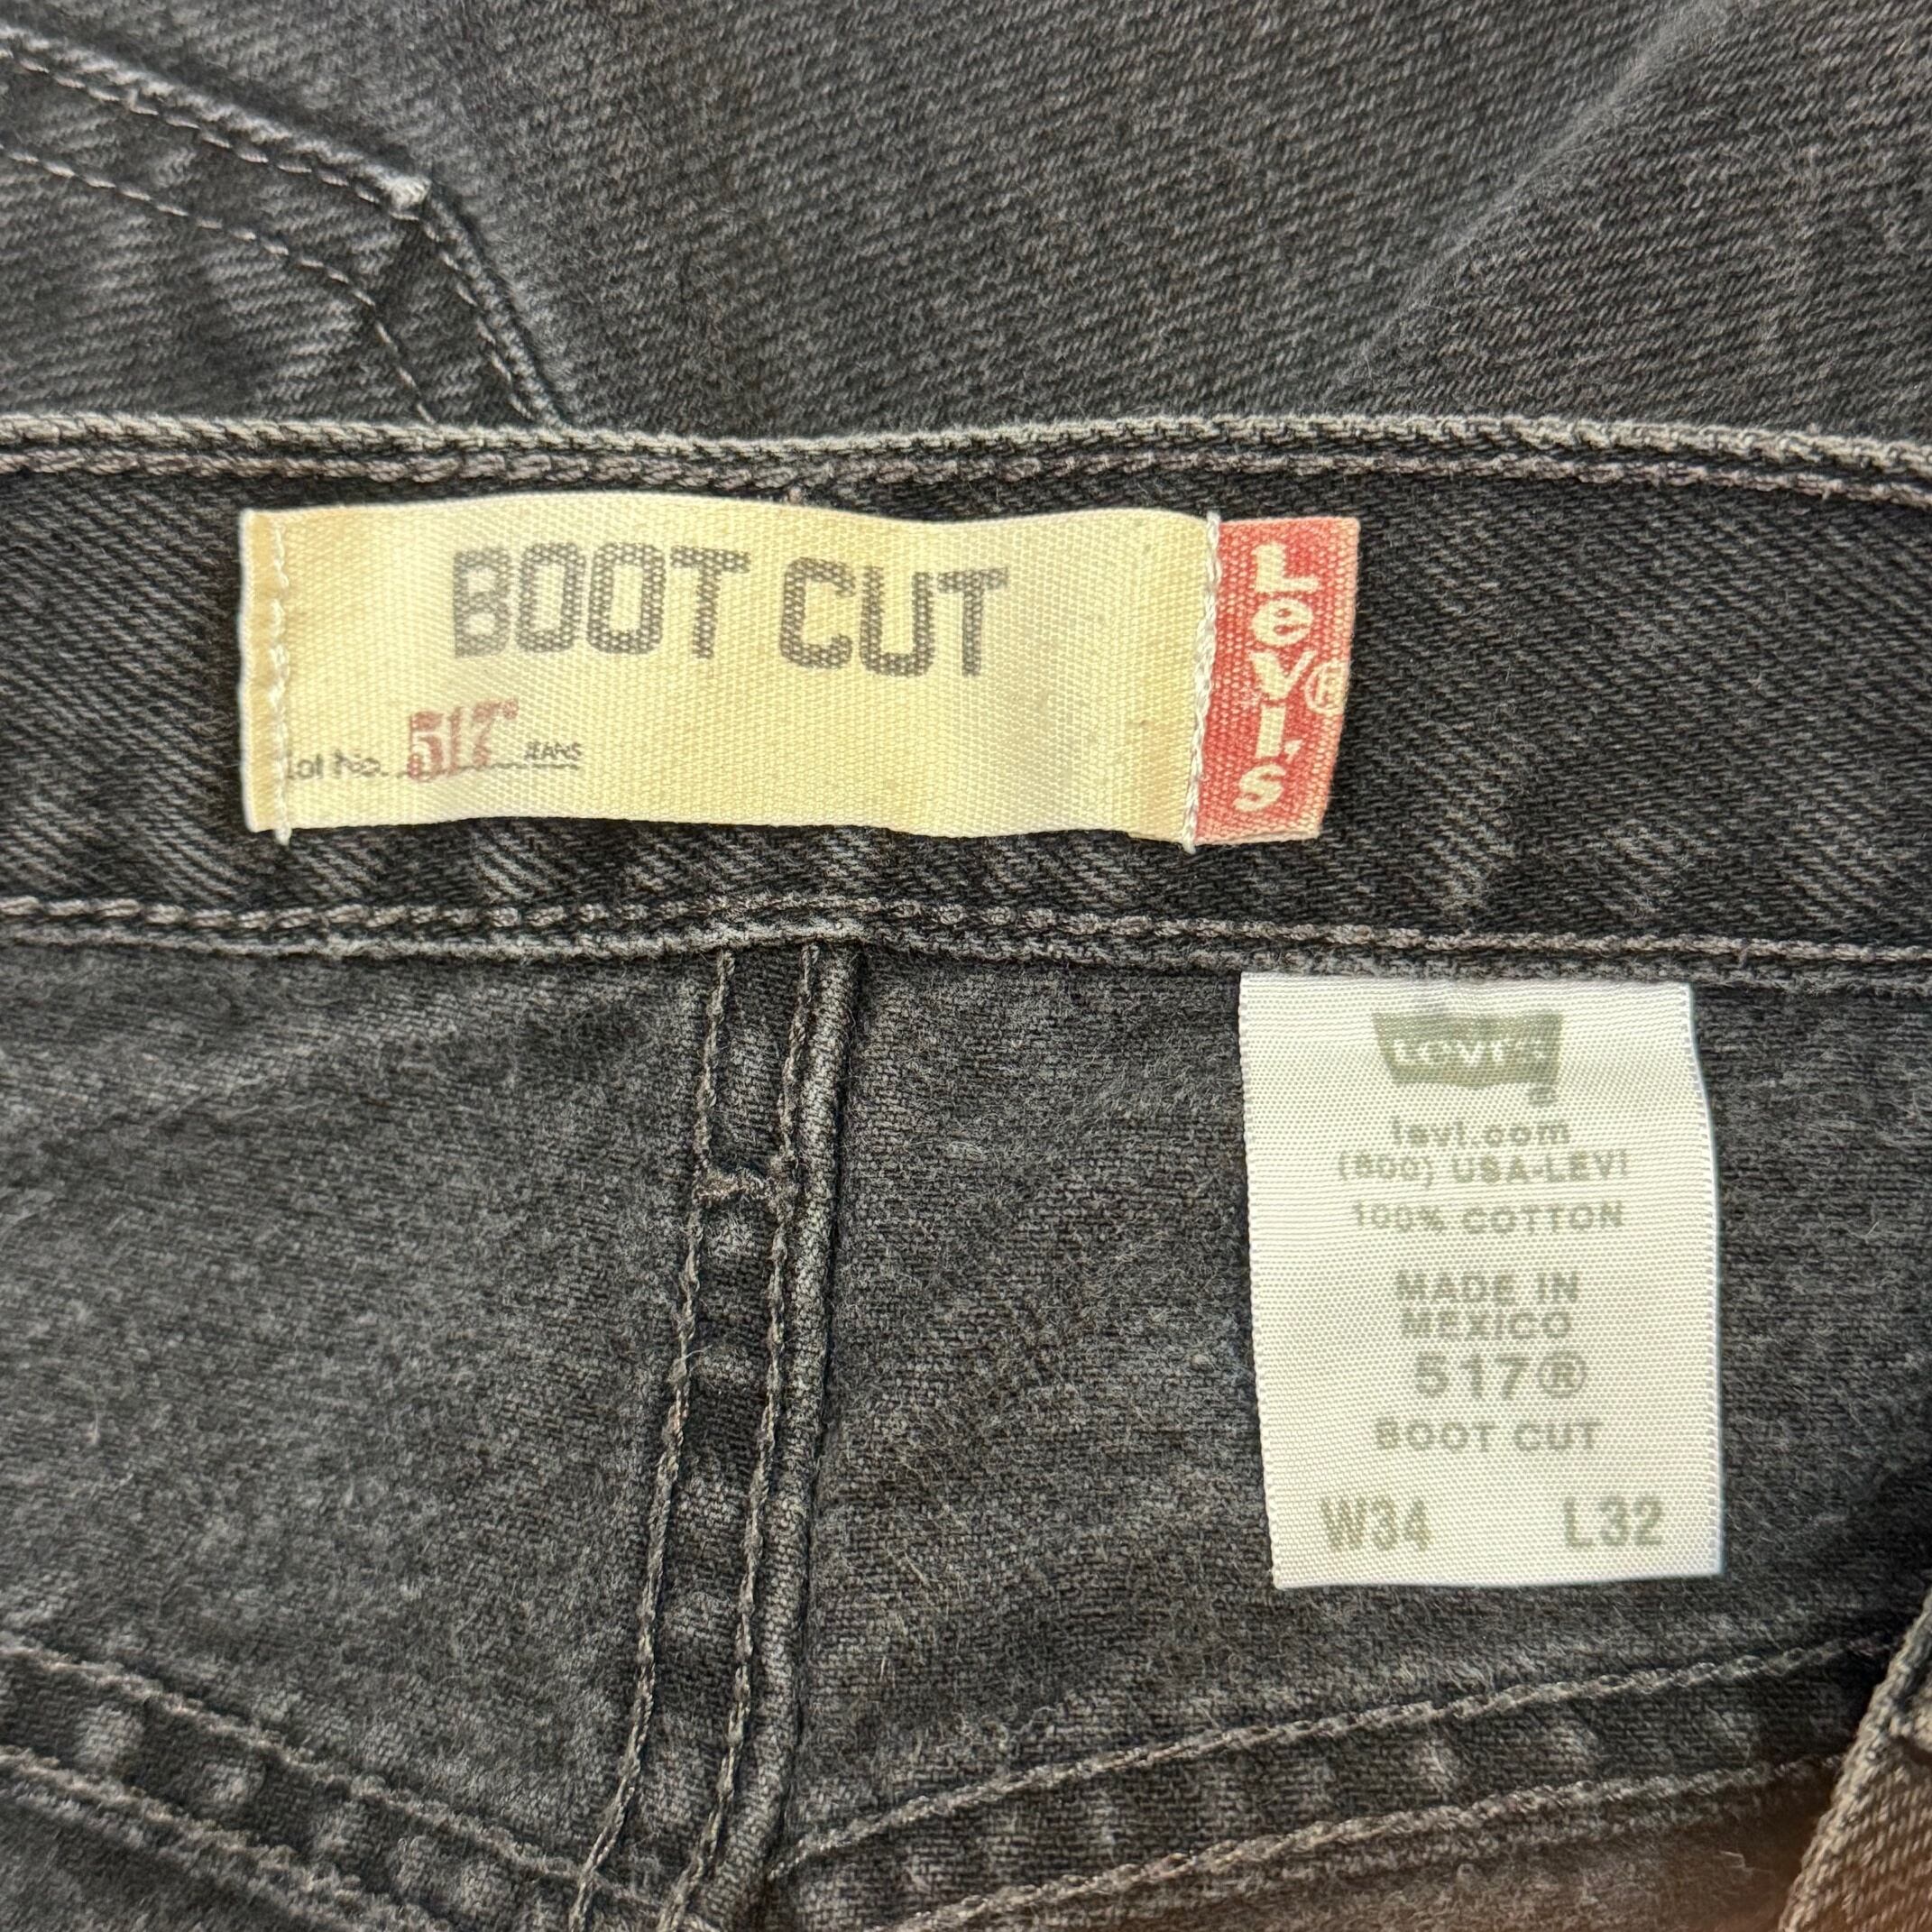 BOOT CUT
Lot No. 517® JEANS
Levi's®
Levi's
levi.com
(800) USA-LEVI
100% COTTON
MADE IN
MEXICO
517®
BOOT CUT
W34 L32